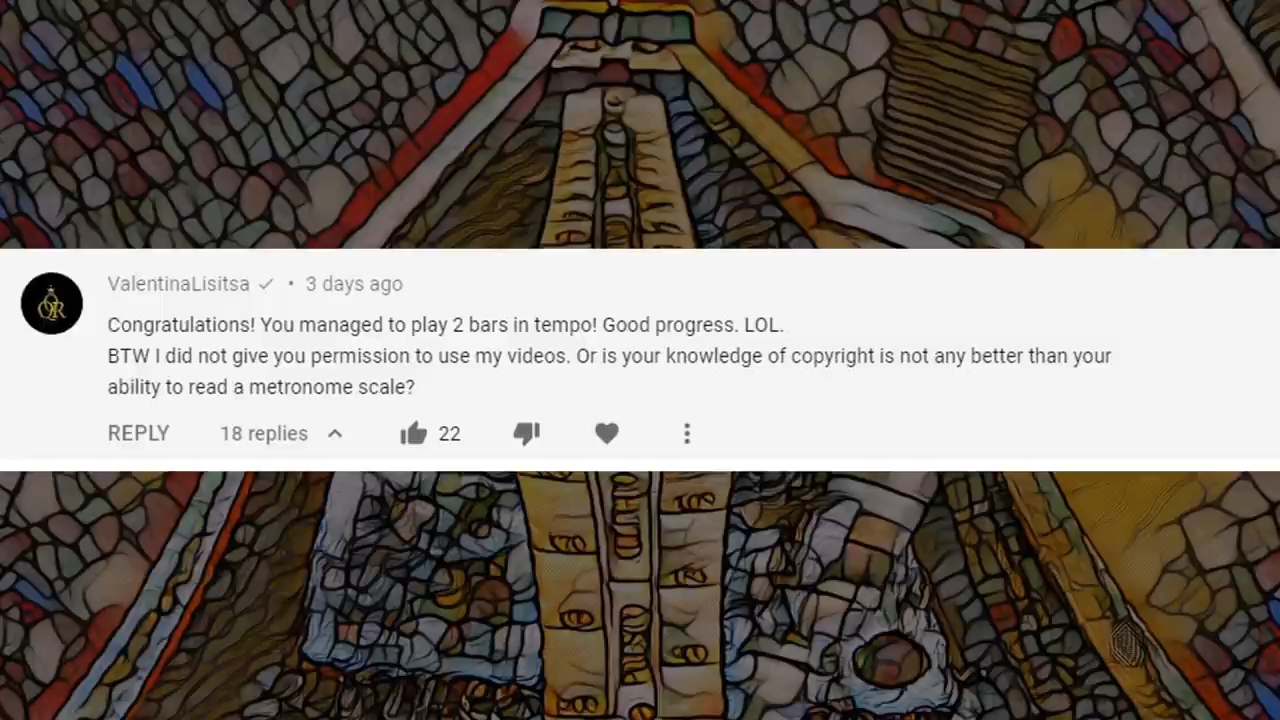 ValentinaLisitsa ✓ • 3 days ago
Congratulations! You managed to play 2 bars in tempo! Good progress. LOL.
BTW I did not give you permission to use my videos. Or is your knowledge of copyright is not any better than your
ability to read a metronome scale?
REPLY 18 replies 22